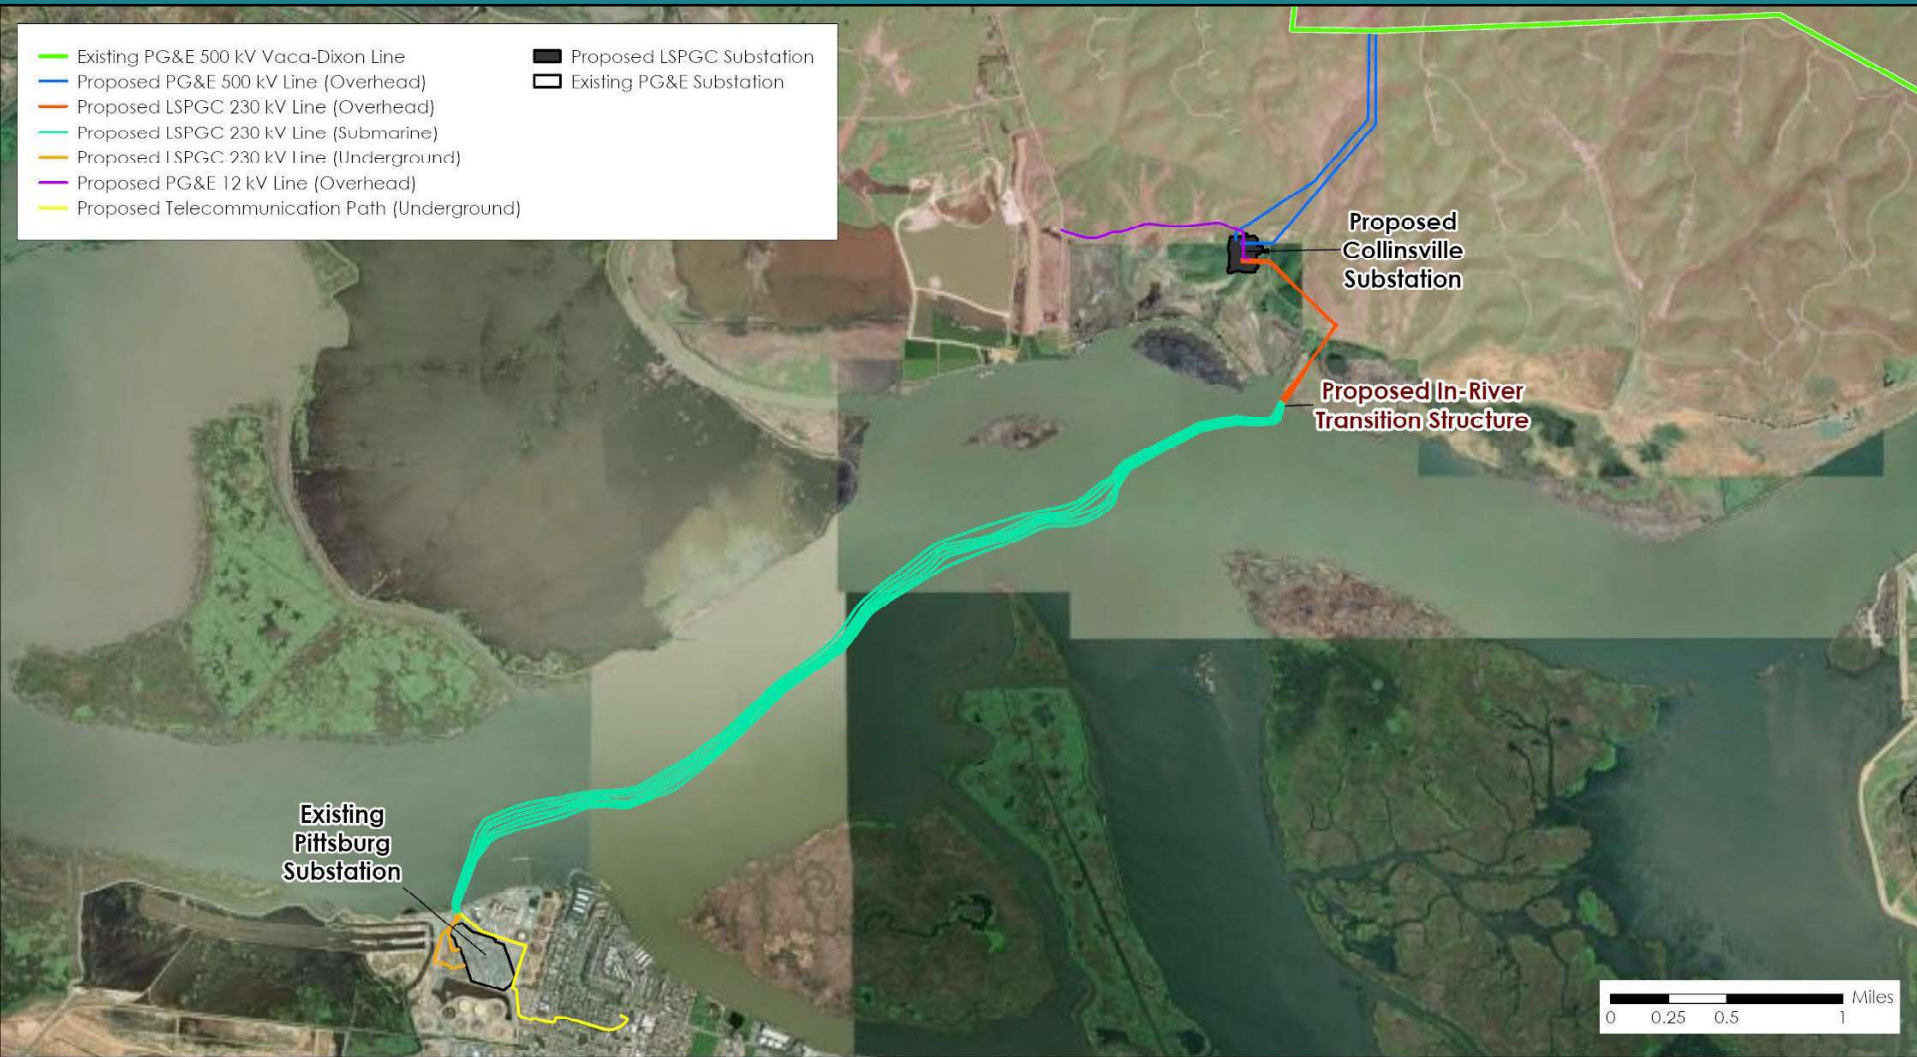 Existing PG&E 500 kV Vaca-Dixon Line
Proposed PG&E 500 kV Line (Overhead)
Proposed LSPGC 230 kV Line (Overhead)
Proposed LSPGC 230 kV Line (Submarine)
Proposed LSPGC 230 kV Line (Underground)
Proposed PG&E 12 kV Line (Overhead)
Proposed Telecommunication Path (Underground)
Proposed LSPGC Substation
Existing PG&E Substation
Proposed
Collinsville
Substation
Proposed In-River
Transition Structure
Existing
Pittsburg
Substation
Miles
0 0.25 0.5 1